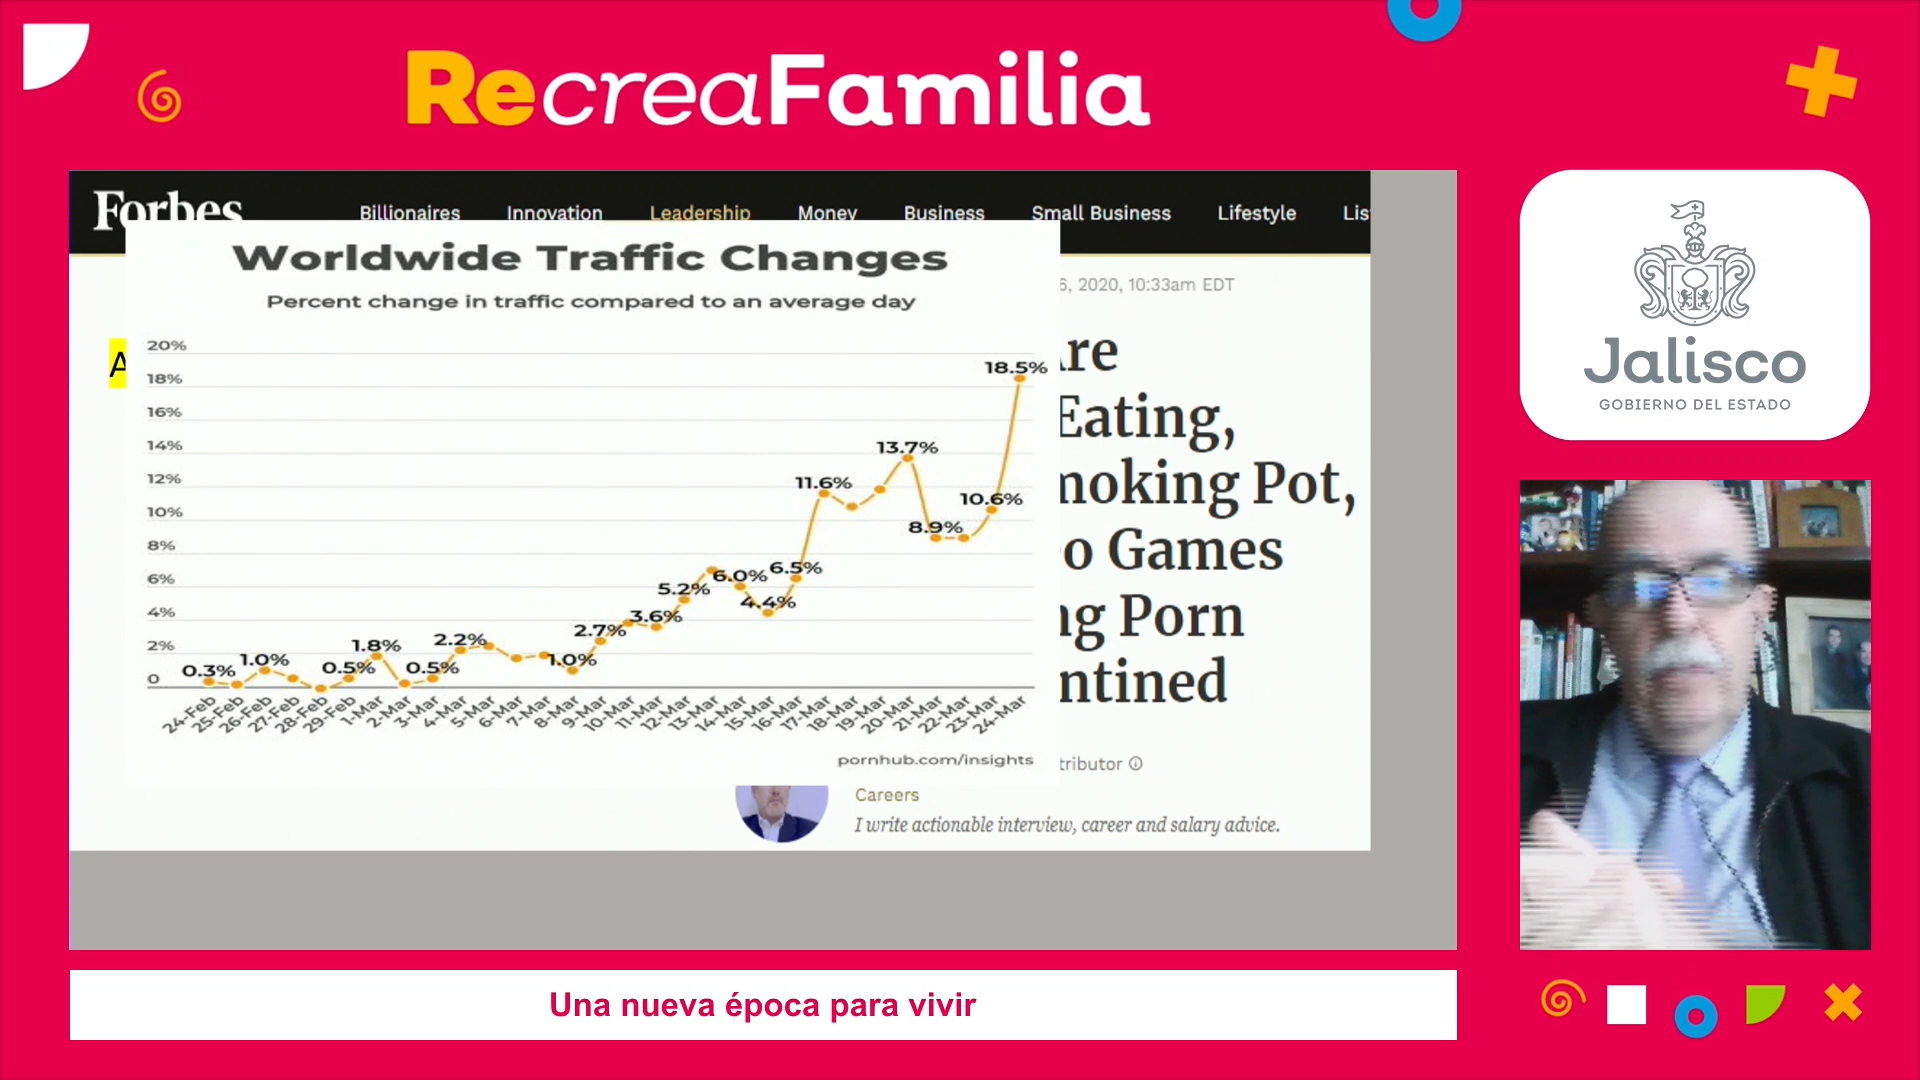 RecreaFamilia
Forbes
Billionaires Innovation Leadership Money Business Small Business Lifestyle Lis
Worldwide Traffic Changes
Percent change in traffic compared to an average day
6, 2020, 10:33am EDT
A
Are
Eating,
moking Pot,
o Games
ng Porn
ntined
20%
18%
16%
14%
12%
10%
8%
6%
4%
2%
0
0.3%
1.0%
0.5%
1.8%
0.5%
2.2%
1.0%
2.7%
3.6%
5.2%
6.0%
4.4%
6.5%
11.6%
13.7%
8.9%
10.6%
18.5%
24-Feb 25-Feb 26-Feb 27-Feb 28-Feb 29-Feb 1-Mar 2-Mar 3-Mar 4-Mar 5-Mar 6-Mar 7-Mar 8-Mar 9-Mar 10-Mar 11-Mar 12-Mar 13-Mar 14-Mar 15-Mar 16-Mar 17-Mar 18-Mar 19-Mar 20-Mar 21-Mar 22-Mar 23-Mar 24-Mar
pornhub.com/insights
tributor
Careers
I write actionable interview, career and salary advice.
Jalisco
GOBIERNO DEL ESTADO
Una nueva época para vivir